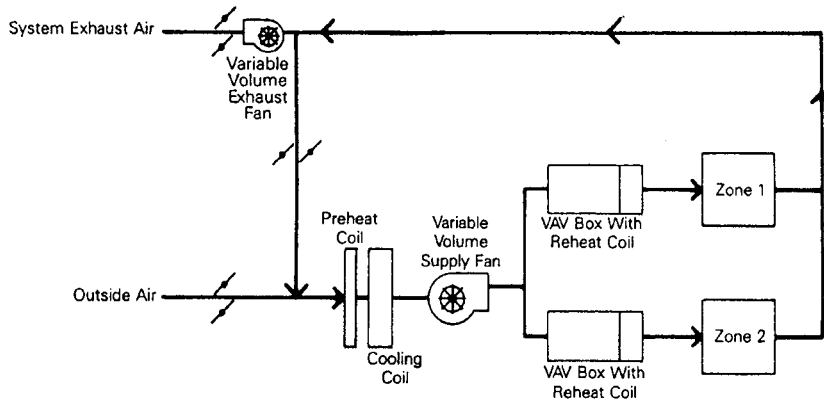 System Exhaust Air
Variable
Volume
Exhaust
Fan
Preheat
Coil
Variable
Volume
Supply Fan
VAV Box With
Reheat Coil
Zone 1
Outside Air
Cooling
Coil
VAV Box With
Reheat Coil
Zone 2